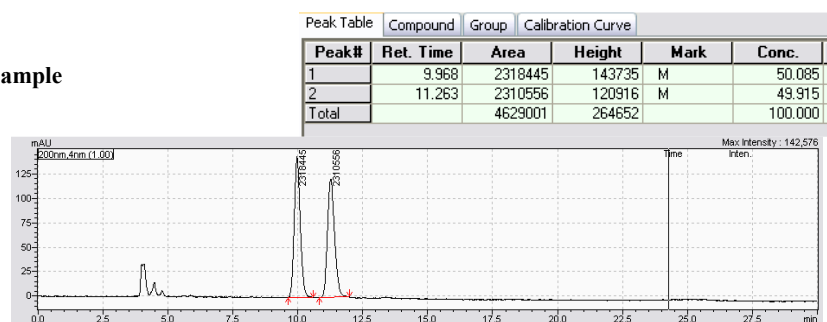 Peak Table Compound Group Calibration Curve
Peak# Ret. Time Area Height Mark Conc.
1 9.968 2318445 143735 M 50.085
2 11.263 2310556 120916 M 49.915
Total 4629001 264652 100.000
ample
mAU Max Intensity : 142,576
200nm,4nm (1.00) Time Inten.
2318445
2310556
125
100
75
50
25
0
0.0 2.5 5.0 7.5 10.0 12.5 15.0 17.5 20.0 22.5 25.0 27.5 min